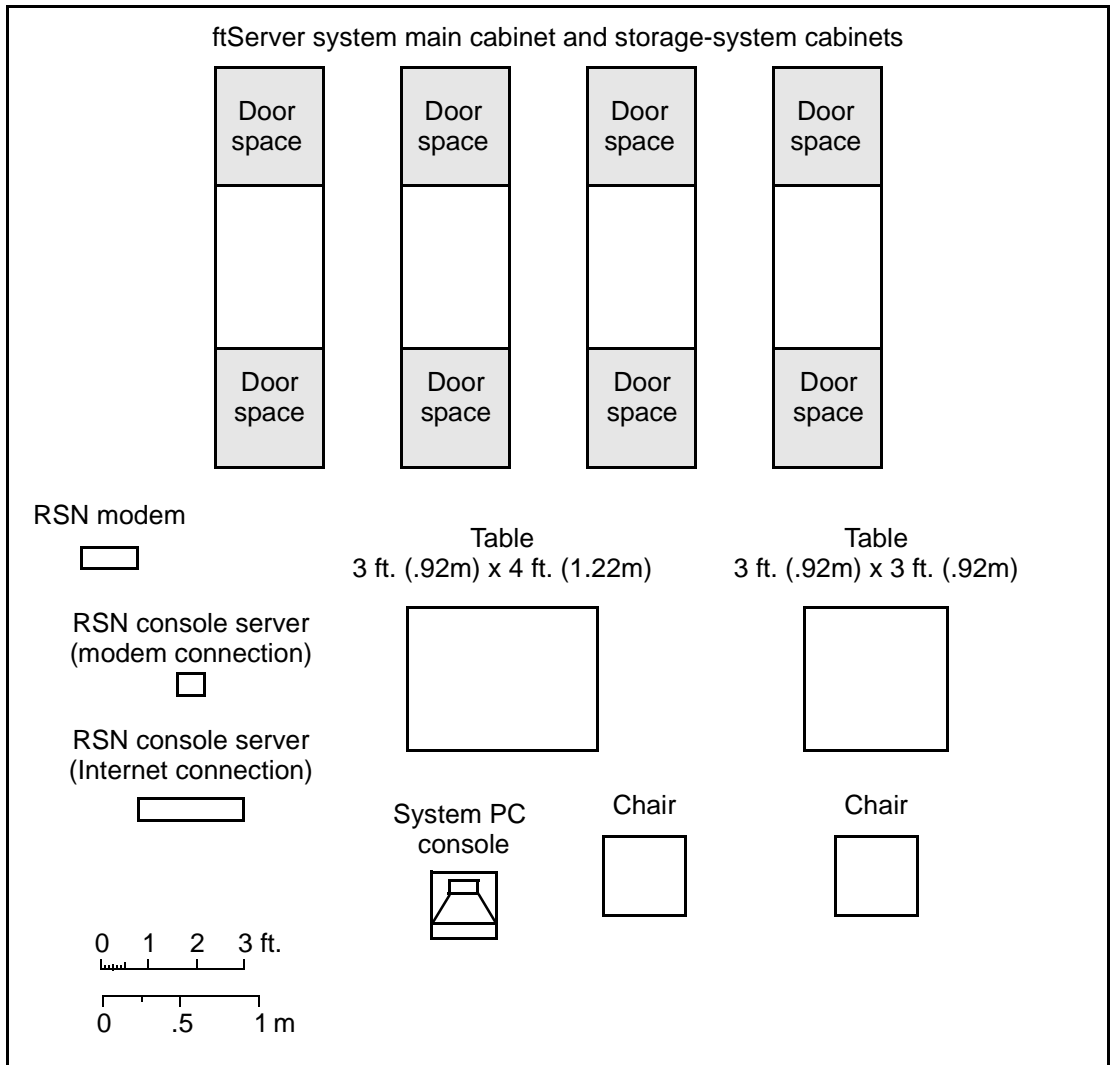 ftServer system main cabinet and storage-system cabinets
Door
space
Door
space
Door
space
Door
space
Door
space
Door
space
Door
space
Door
space
RSN modem
Table
3 ft. (.92m) x 4 ft. (1.22m)
Table
3 ft. (.92m) x 3 ft. (.92m)
RSN console server
(modem connection)
RSN console server
(Internet connection)
System PC
console
Chair
Chair
0 1 2 3 ft.
0 .5 1 m